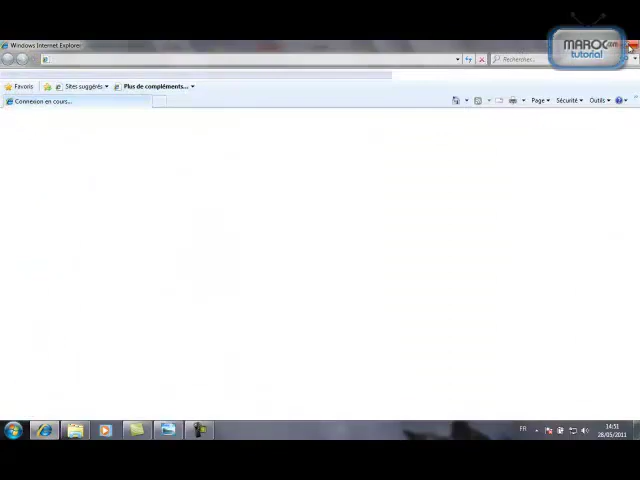 Windows Internet Explorer
MAROC.com
tutorial
Rechercher...
Favoris
Sites suggérés
Plus de compléments...
Connexion en cours...
Page
Sécurité
Outils
FR
14:51
28/05/2011